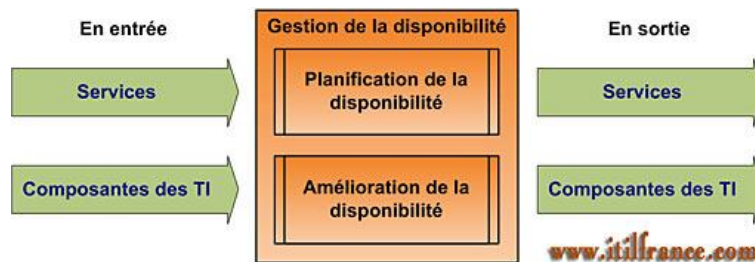 En entrée
Gestion de la disponibilité
En sortie
Services
Planification de la
disponibilité
Services
Composantes des TI
Amélioration de la
disponibilité
Composantes des TI
www.itilfrance.com